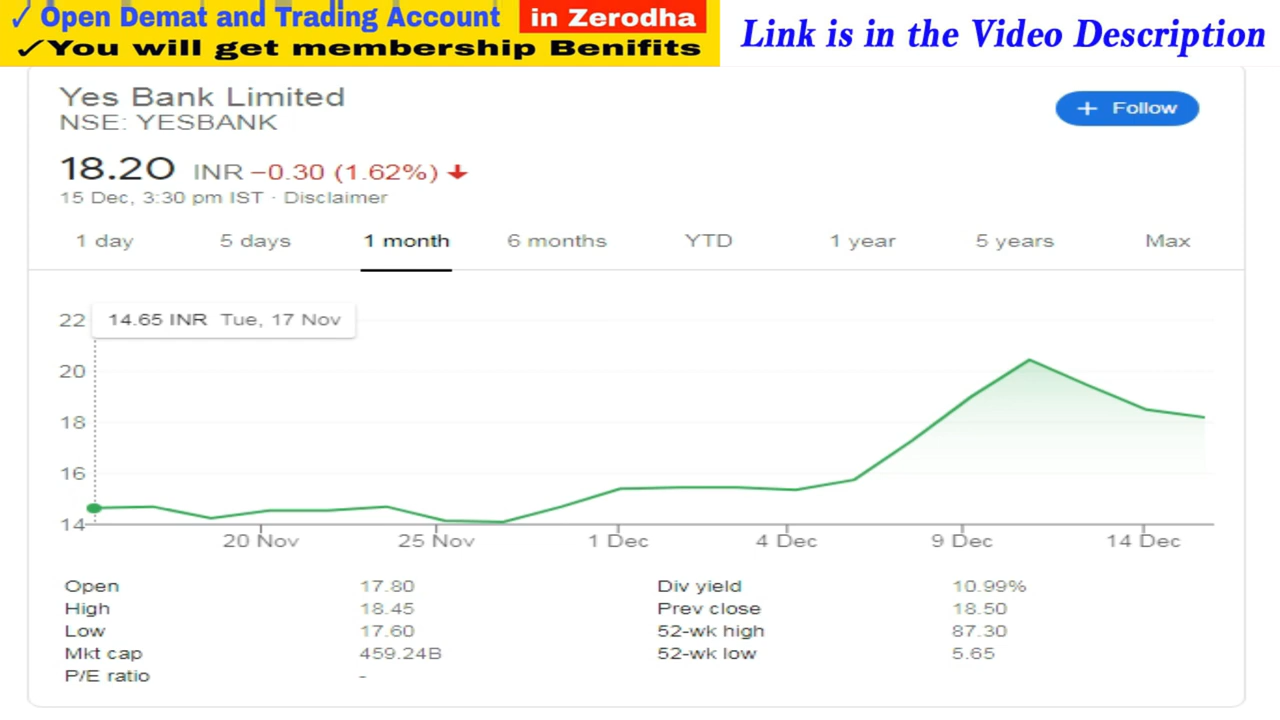 ✓ Open Demat and Trading Account in Zerodha
✓You will get membership Benifits
Link is in the Video Description
Yes Bank Limited
NSE: YESBANK
+ Follow
18.20 INR −0.30 (1.62%) ↓
15 Dec, 3:30 pm IST · Disclaimer
1 day 5 days 1 month 6 months YTD 1 year 5 years Max
14.65 INR Tue, 17 Nov
22
20
18
16
14
20 Nov 25 Nov 1 Dec 4 Dec 9 Dec 14 Dec
Open 17.80 Div yield 10.99%
High 18.45 Prev close 18.50
Low 17.60 52-wk high 87.30
Mkt cap 459.24B 52-wk low 5.65
P/E ratio -